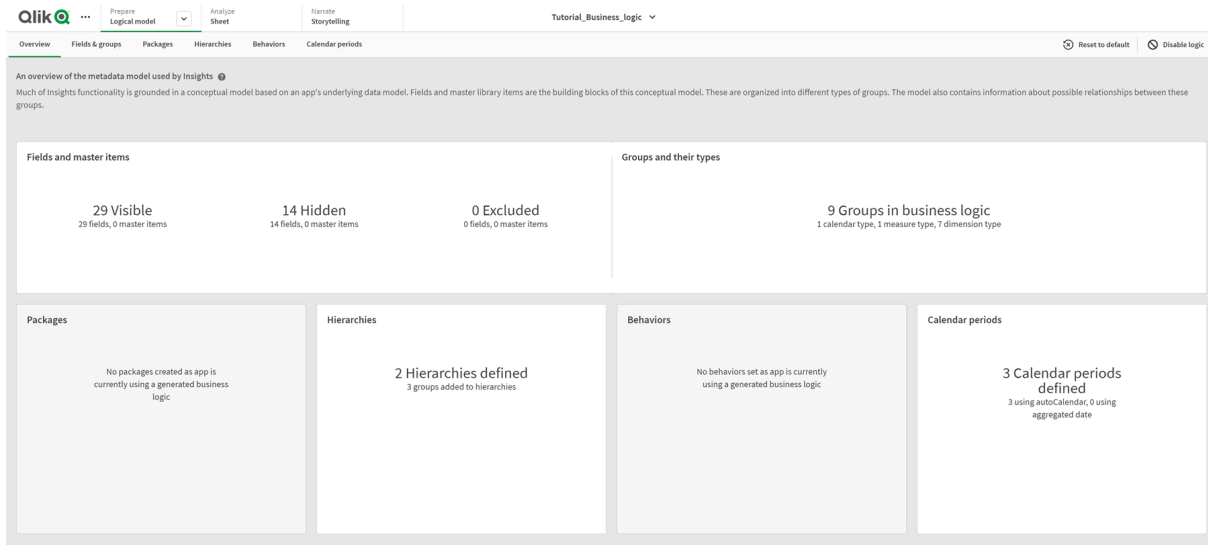 Qlik
Prepare
Logical model
Analyze
Sheet
Narrate
Storytelling
Tutorial_Business_logic
Overview
Fields & groups
Packages
Hierarchies
Behaviors
Calendar periods
Reset to default
Disable logic
An overview of the metadata model used by Insights
Much of Insights functionality is grounded in a conceptual model based on an app's underlying data model. Fields and master library items are the building blocks of this conceptual model. These are organized into different types of groups. The model also contains information about possible relationships between these
groups.
Fields and master items
29 Visible
29 fields, 0 master items
14 Hidden
14 fields, 0 master items
0 Excluded
0 fields, 0 master items
Groups and their types
9 Groups in business logic
1 calendar type, 1 measure type, 7 dimension type
Packages
No packages created as app is
currently using a generated business
logic
Hierarchies
2 Hierarchies defined
3 groups added to hierarchies
Behaviors
No behaviors set as app is currently
using a generated business logic
Calendar periods
3 Calendar periods
defined
3 using autoCalendar, 0 using
aggregated date